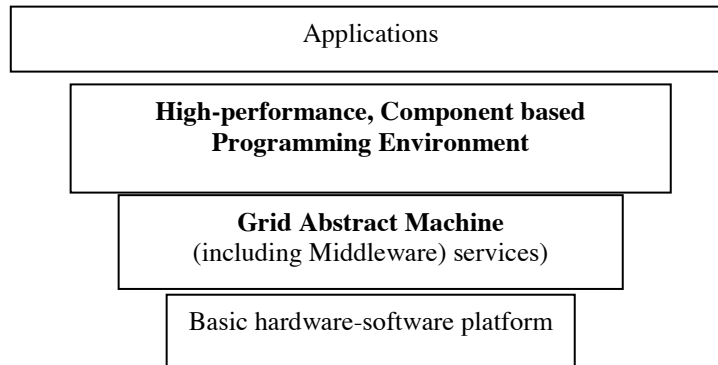 Applications
High-performance, Component based
Programming Environment
Grid Abstract Machine
(including Middleware) services)
Basic hardware-software platform